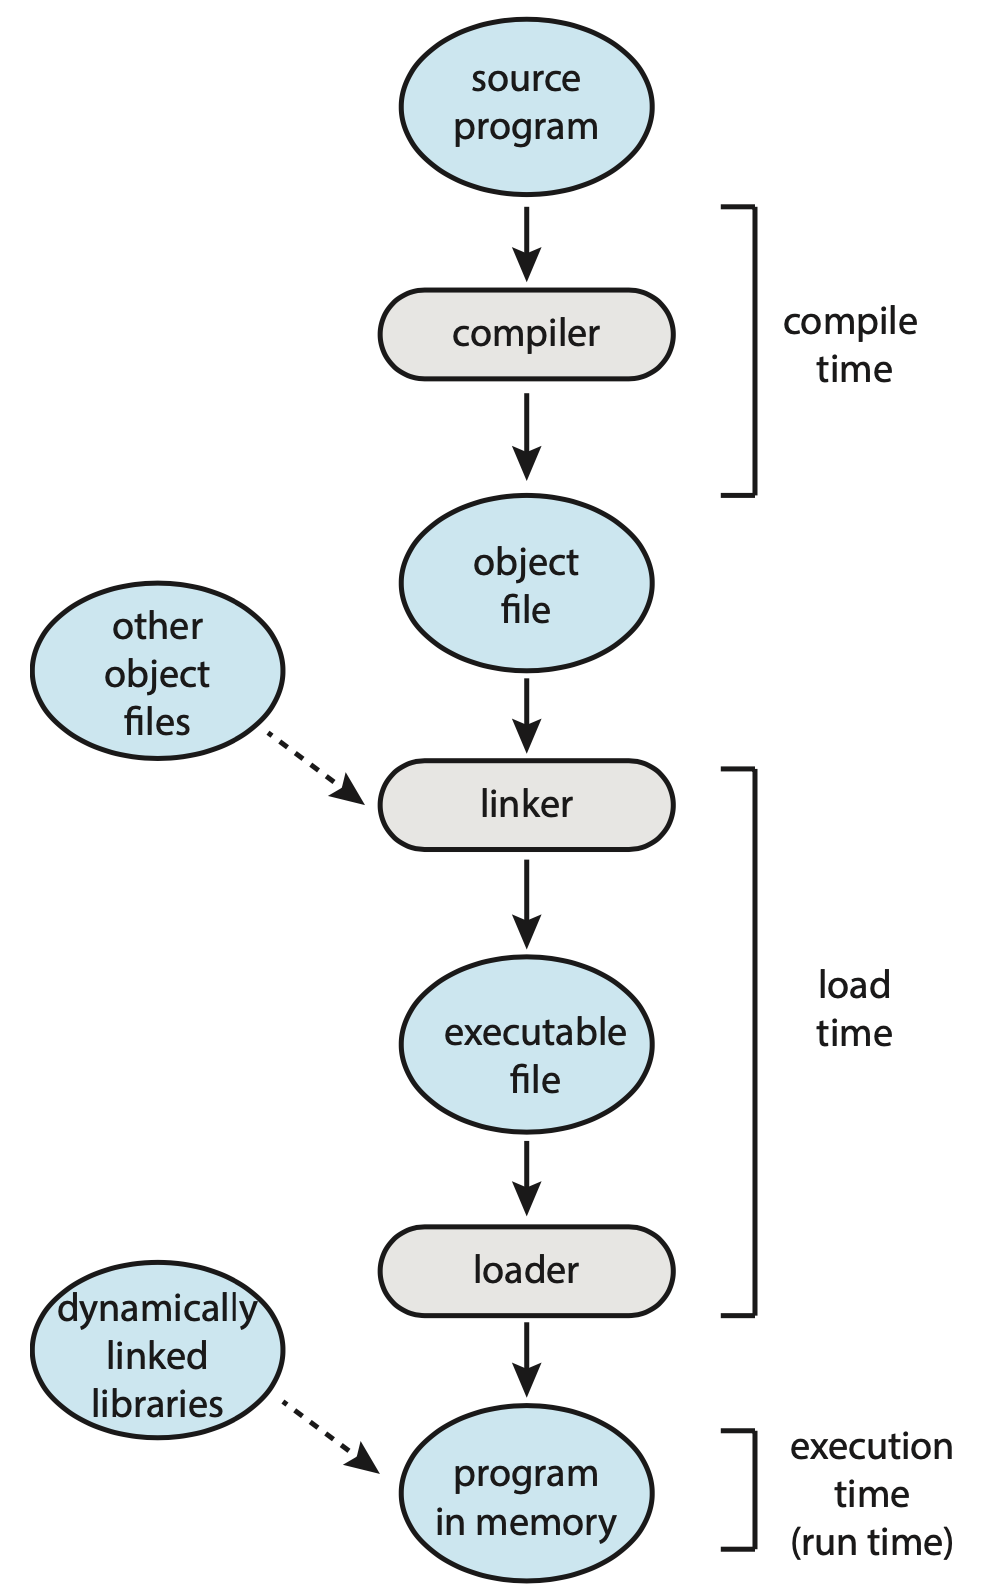 source
program
compiler
compile
time
object
file
other
object
files
linker
load
time
executable
file
loader
dynamically
linked
libraries
program
in memory
execution
time
(run time)